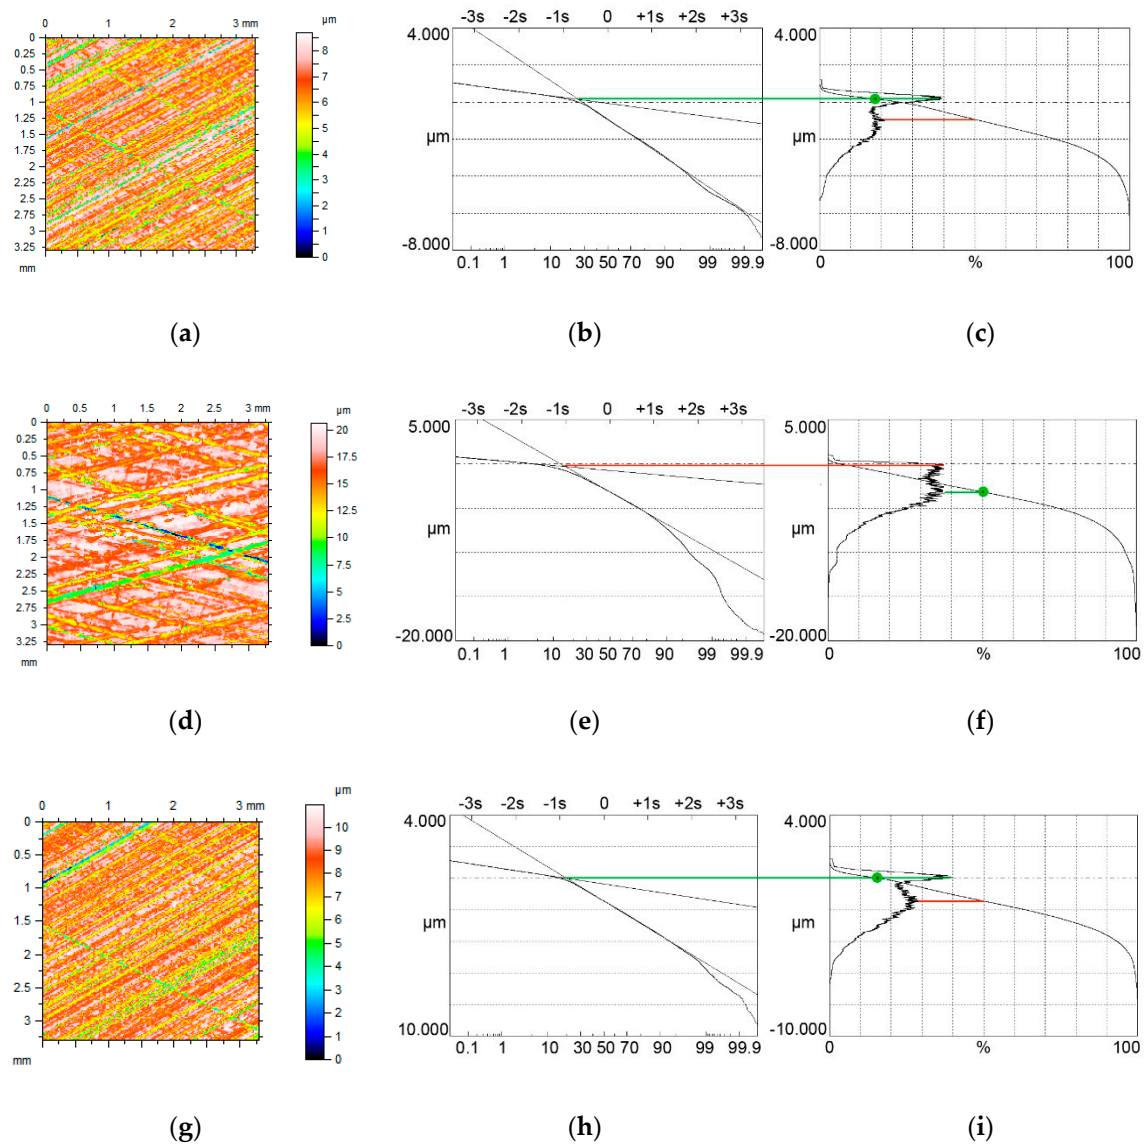 0 1 2 3 mm
µm
0
0.25
0.5
0.75
1
1.25
1.5
1.75
2
2.25
2.5
2.75
3
3.25
mm
8
7
6
5
4
3
2
1
0
-3s -2s -1s 0 +1s +2s +3s
4.000
µm
-8.000
0.1 1 10 30 50 70 90 99 99.9
4.000
µm
-8.000
0 % 100
(a) (b) (c)
0 0.5 1 1.5 2 2.5 3 mm
µm
0
0.25
0.5
0.75
1
1.25
1.5
1.75
2
2.25
2.5
2.75
3
3.25
mm
20
17.5
15
12.5
10
7.5
5
2.5
0
-3s -2s -1s 0 +1s +2s +3s
5.000
µm
-20.000
0.1 1 10 30 50 70 90 99 99.9
5.000
µm
-20.000
0 % 100
(d) (e) (f)
0 1 2 3 mm
µm
0
0.5
1
1.5
2
2.5
3
mm
10
9
8
7
6
5
4
3
2
1
0
-3s -2s -1s 0 +1s +2s +3s
4.000
µm
10.000
0.1 1 10 30 50 70 90 99 99.9
4.000
µm
-10.000
0 % 100
(g) (h) (i)